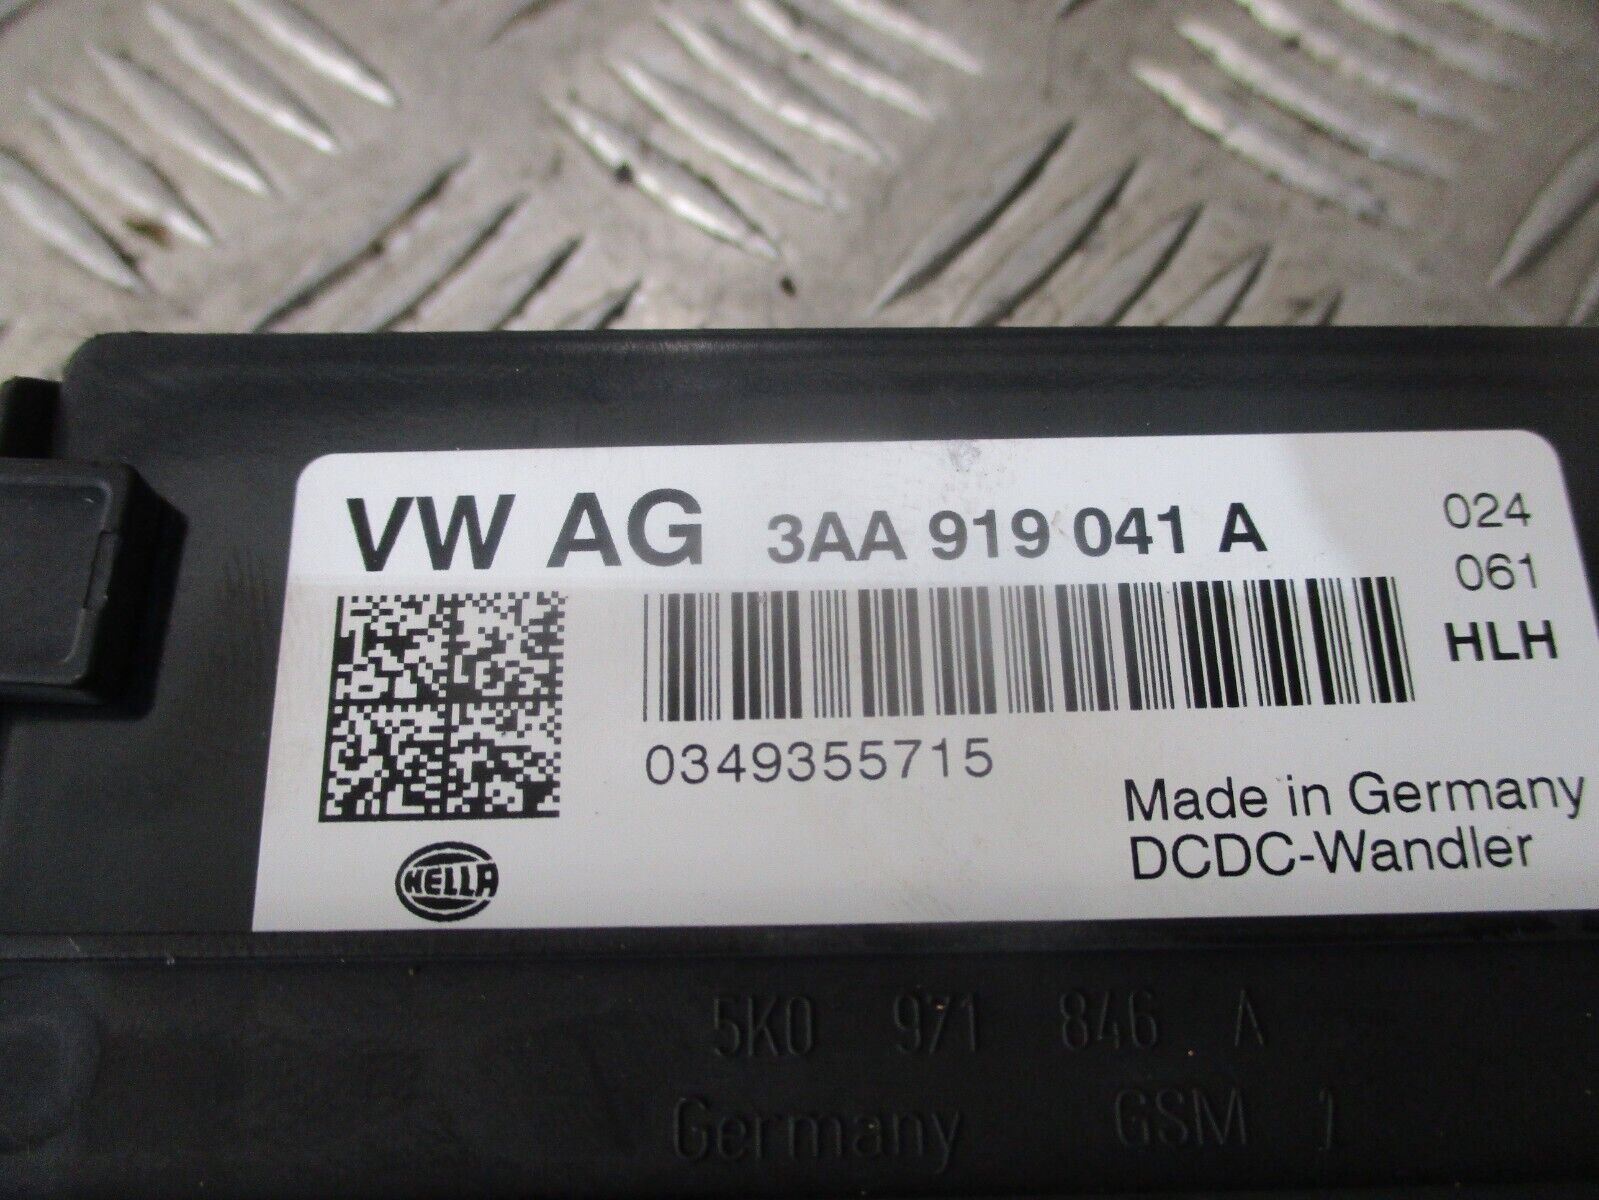 VW AG 3AA 919 041 A
024
061
HLH
0349355715
Made in Germany
DCDC-Wandler
HELLA
5K0 971 846 A
Germany GSM 1